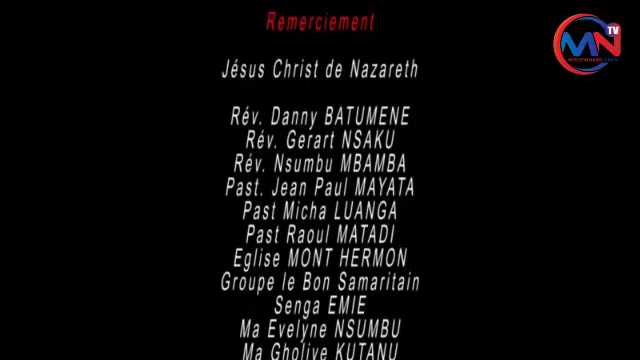 Remerciement
Jésus Christ de Nazareth
Rév. Danny BATUMENE
Rév. Gerart NSAKU
Rév. Nsumbu MBAMBA
Past. Jean Paul MAYATA
Past Micha LUANGA
Past Raoul MATADI
Eglise MONT HERMON
Groupe le Bon Samaritain
Senga EMIE
Ma Evelyne NSUMBU
Ma Gholive KUTANU
MN
TV